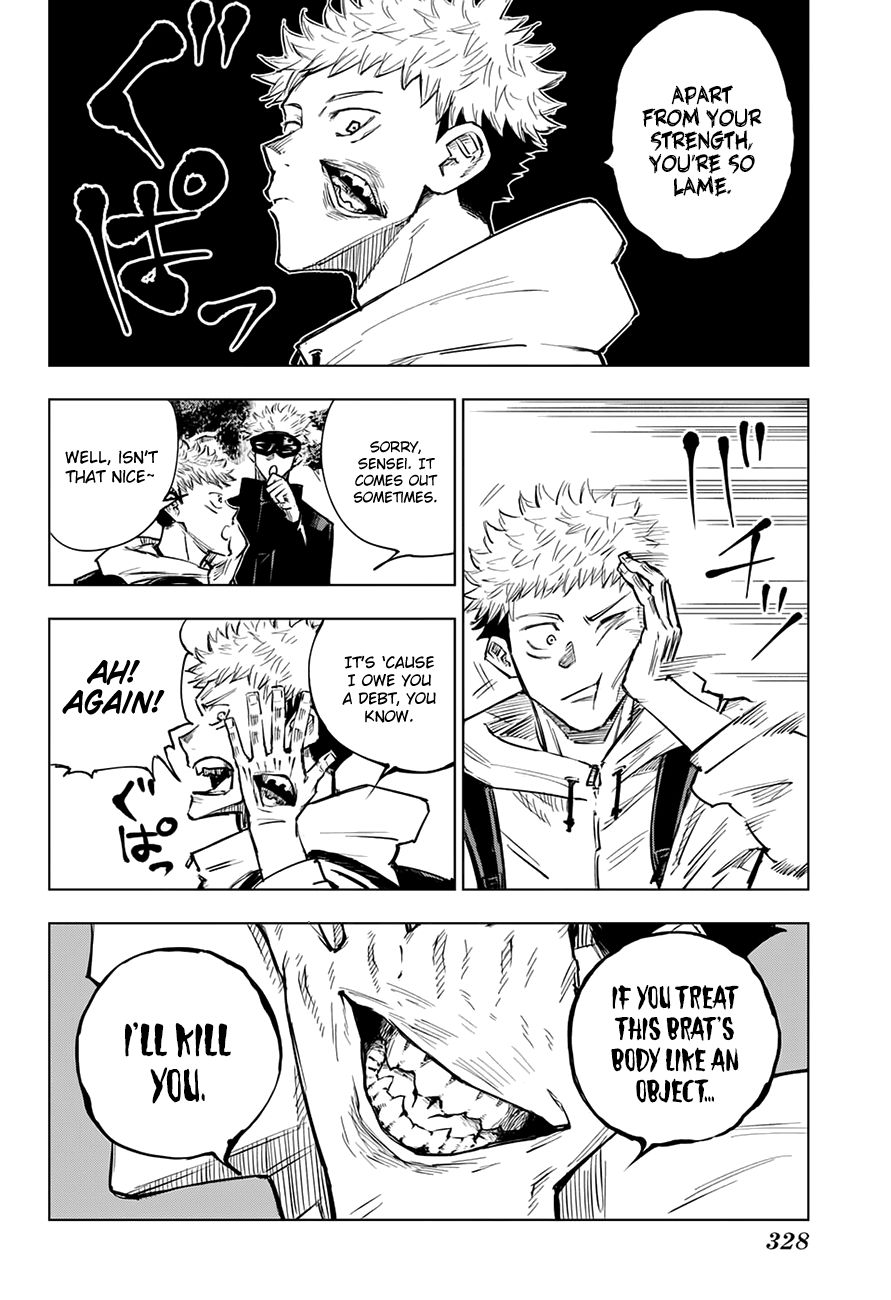 APART
FROM YOUR
STRENGTH,
YOU'RE SO
LAME.
ぐ"
ぱっ
ﾊﾞ
チ
ッ
SORRY,
SENSEI. IT
COMES OUT
SOMETIMES.
WELL, ISN'T
THAT NICE~
IT'S 'CAUSE
I OWE YOU
A DEBT, YOU
KNOW.
AH!
AGAIN!
ぐ
ぱっ
IF YOU TREAT
THIS BRAT'S
BODY LIKE AN
OBJECT...
I'LL KILL
YOU.
328